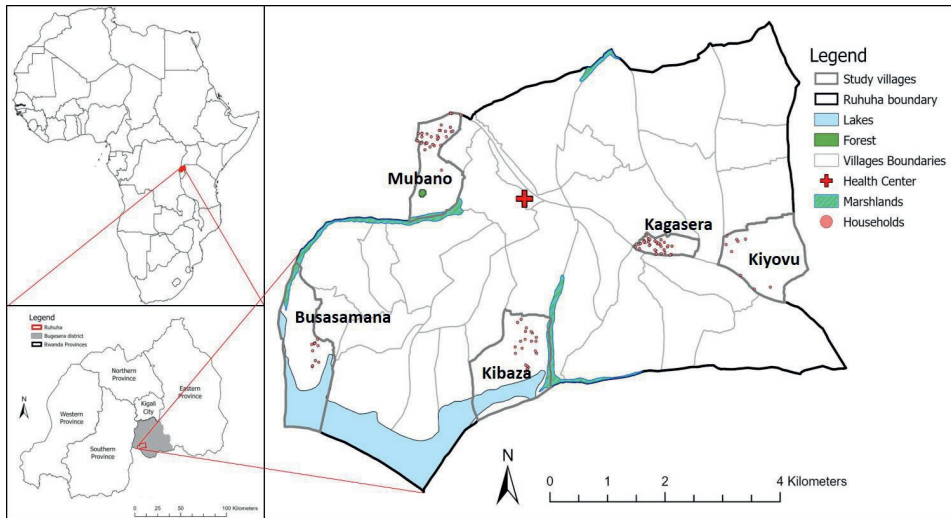 Legend
Ruhuha
Bugesera district
Rwanda Provinces
N
Northern
Province
Kigali
City
Eastern
Province
Western
Province
Southern
Province
0 25 50 100 Kilometers
Legend
Study villages
Ruhuha boundary
Lakes
Forest
Villages Boundaries
Health Center
Marshlands
Households
Mubano
Kagasera
Kiyovu
Busasamana
Kibaza
N
0 1 2 4 Kilometers